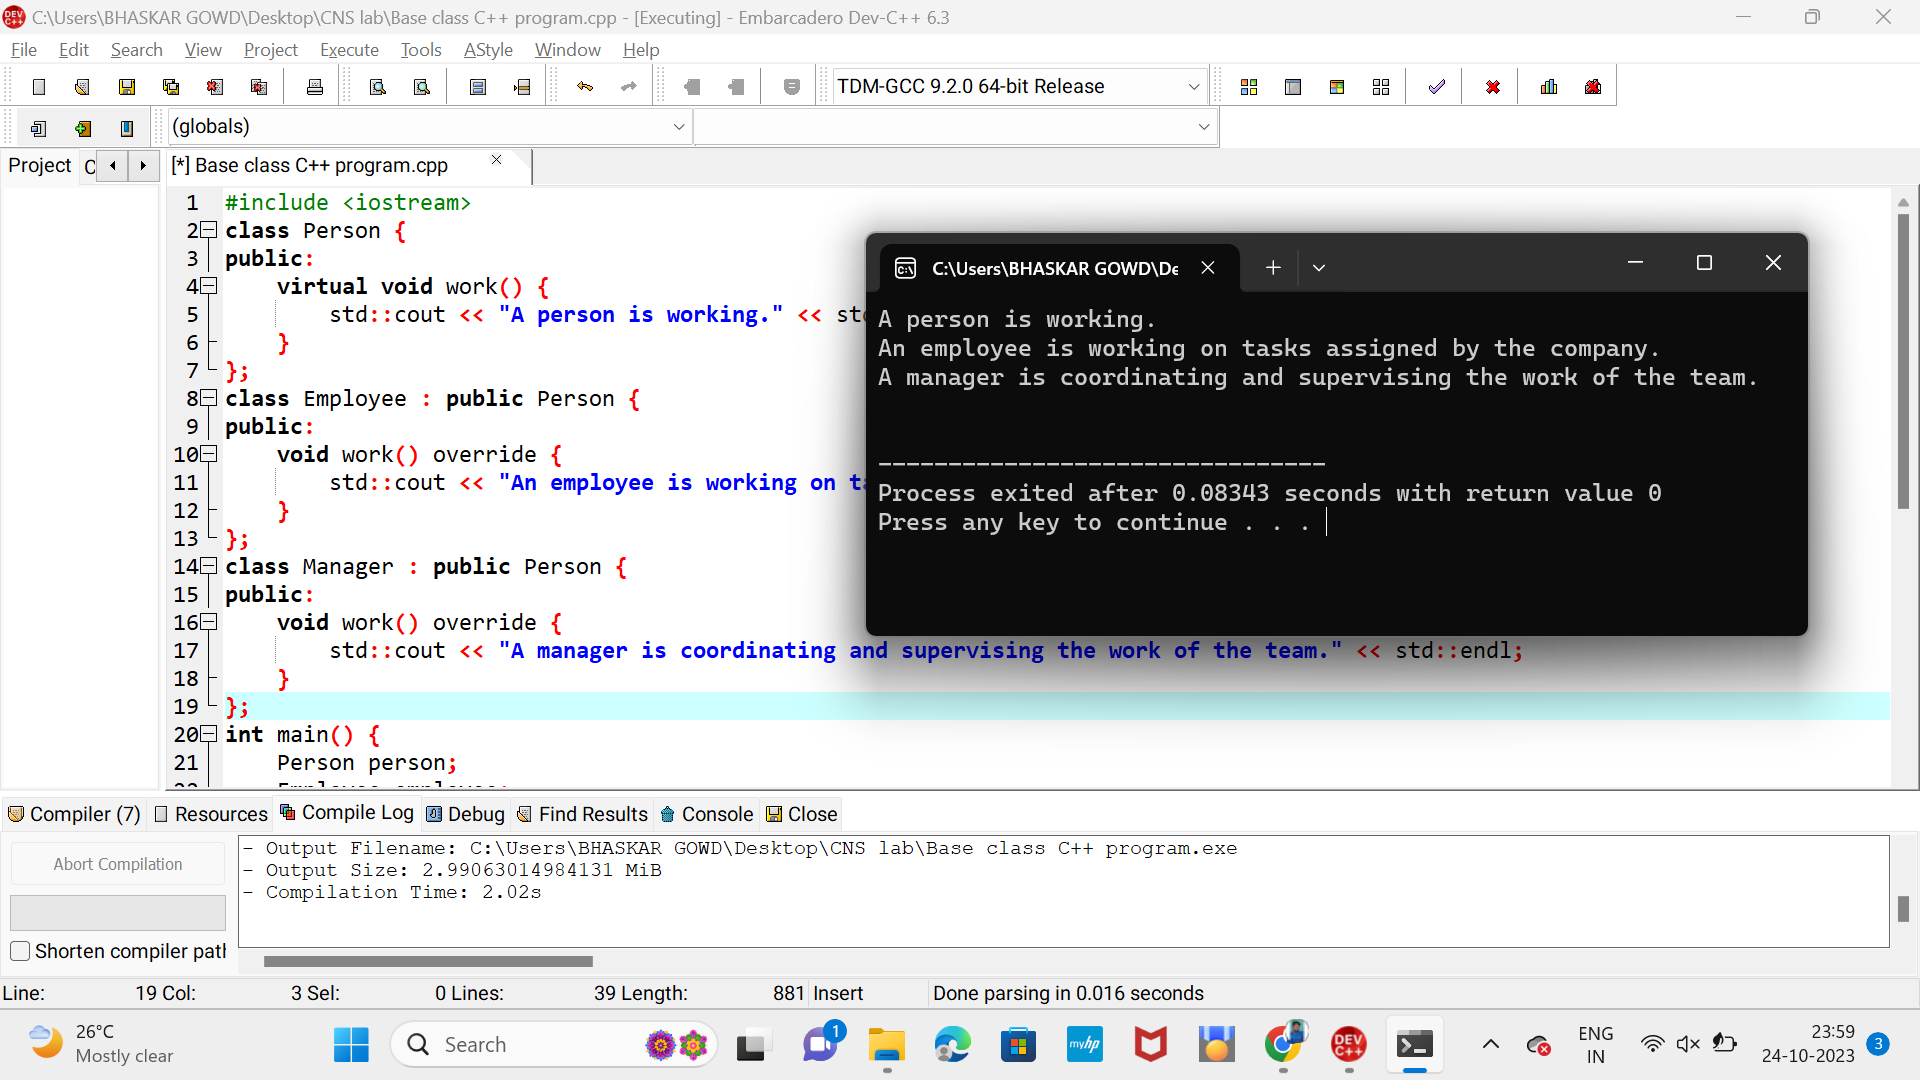 C:\Users\BHASKAR GOWD\Desktop\CNS lab\Base class C++ program.cpp - [Executing] - Embarcadero Dev-C++ 6.3
File Edit Search View Project Execute Tools AStyle Window Help
TDM-GCC 9.2.0 64-bit Release
(globals)
Project C [*] Base class C++ program.cpp
1 #include <iostream>
2 class Person {
3 public:
4 virtual void work() {
5 std::cout << "A person is working." << std
6 }
7 };
8 class Employee : public Person {
9 public:
10 void work() override {
11 std::cout << "An employee is working on ta
12 }
13 };
14 class Manager : public Person {
15 public:
16 void work() override {
17 std::cout << "A manager is coordinating and supervising the work of the team." << std::endl;
18 }
19 };
20 int main() {
21 Person person;
C:\Users\BHASKAR GOWD\De
A person is working.
An employee is working on tasks assigned by the company.
A manager is coordinating and supervising the work of the team.
--------------------------------
Process exited after 0.08343 seconds with return value 0
Press any key to continue . . .
Compiler (7) Resources Compile Log Debug Find Results Console Close
Abort Compilation
Shorten compiler path
- Output Filename: C:\Users\BHASKAR GOWD\Desktop\CNS lab\Base class C++ program.exe
- Output Size: 2.99063014984131 MiB
- Compilation Time: 2.02s
Line: 19 Col: 3 Sel: 0 Lines: 39 Length: 881 Insert Done parsing in 0.016 seconds
26°C
Mostly clear
Search
1
myhp
DEV
C++
ENG
IN
23:59
24-10-2023
3